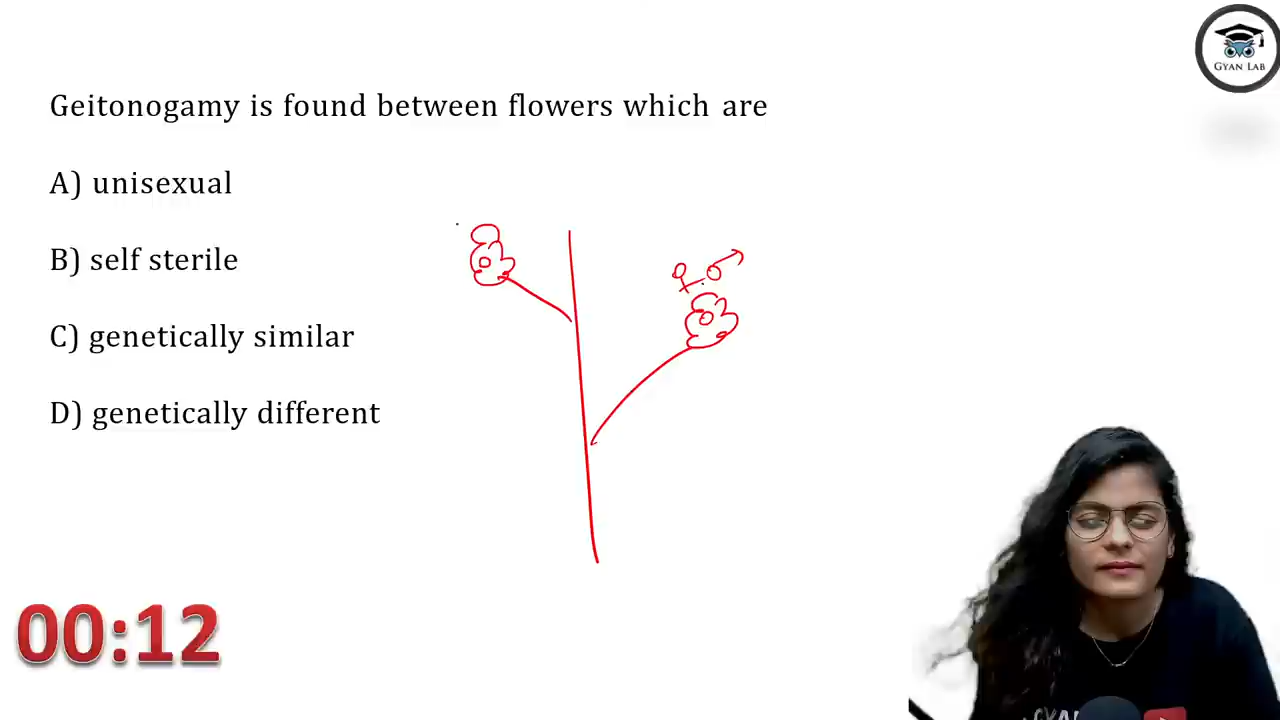 Geitonogamy is found between flowers which are
A) unisexual
B) self sterile
C) genetically similar
D) genetically different
GYAN LAB
00:12